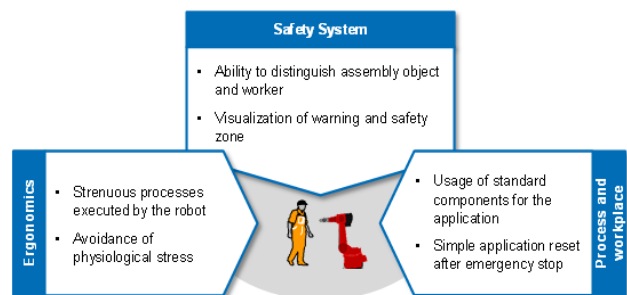 Safety System
▪ Ability to distinguish assembly object
and worker
▪ Visualization of warning and safety
zone
Ergonomics
▪ Strenuous processes
executed by the robot
▪ Avoidance of
physiological stress
▪ Usage of standard
components for the
application
▪ Simple application reset
after emergency stop
Process and
workplace